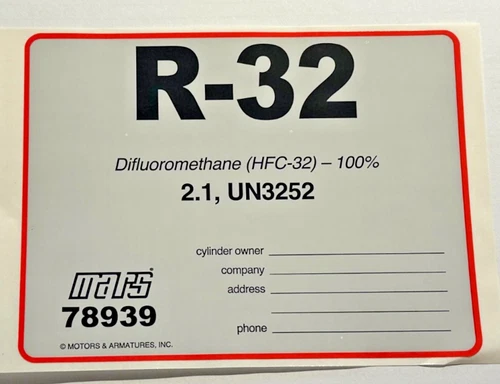 R-32
Difluoromethane (HFC-32) – 100%
2.1, UN3252
cylinder owner
company
address
phone
mars®
78939
© MOTORS & ARMATURES, INC.